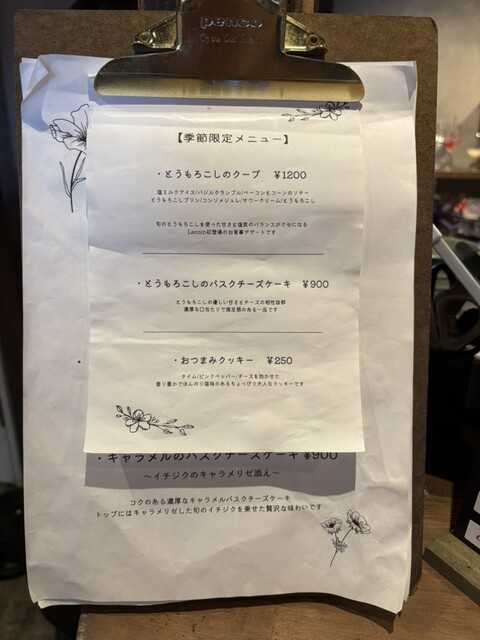 penco
【季節限定メニュー】
・とうもろこしのクープ ¥1200
塩ミルクアイス/バジルクランブル/ベーコンとコーンのソテー
とうもろこしプリン/コンソメジュレ/サワークリーム/とうもろこし
旬のとうもろこしを使った甘さと塩気のバランスがクセになる
Lecoin初登場のお食事デザートです
・とうもろこしのバスクチーズケーキ ¥900
とうもろこしの優しい甘さとチーズの相性抜群
濃厚な口当たりで満足感のある一品です
・おつまみクッキー ¥250
タイム/ピンクペッパー/チーズを効かせた
香り豊かでほんのり塩味のあるちょっぴり大人なクッキーです
・キャラメルのバスクチーズケーキ ¥900
～イチジクのキャラメリゼ添え～
コクのある濃厚なキャラメルバスクチーズケーキ
トップにはキャラメリゼした旬のイチジクを乗せた贅沢な味わいです